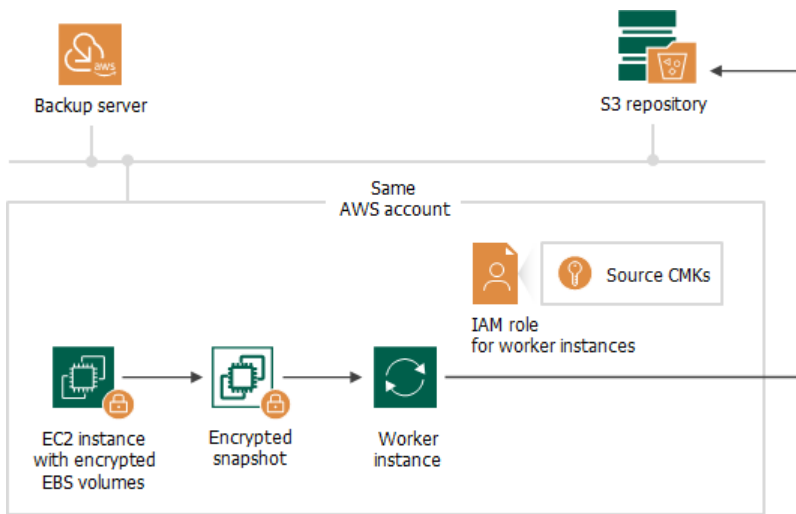 aws
Backup server
S3 repository
Same
AWS account
Source CMKs
IAM role
for worker instances
EC2 instance
with encrypted
EBS volumes
Encrypted
snapshot
Worker
instance